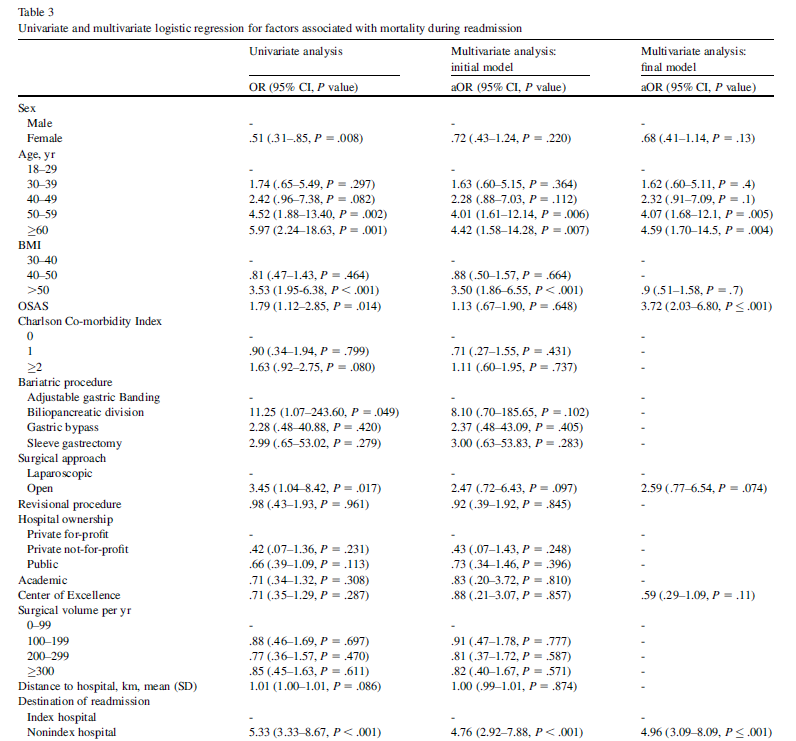 Table 3
Univariate and multivariate logistic regression for factors associated with mortality during readmission
Univariate analysis Multivariate analysis: Multivariate analysis:
initial model final model
OR (95% CI, P value) aOR (95% CI, P value) aOR (95% CI, P value)
Sex
Male - - -
Female .51 (.31–.85, P = .008) .72 (.43–1.24, P = .220) .68 (.41–1.14, P = .13)
Age, yr
18–29 - - -
30–39 1.74 (.65–5.49, P = .297) 1.63 (.60–5.15, P = .364) 1.62 (.60–5.11, P = .4)
40–49 2.42 (.96–7.38, P = .082) 2.28 (.88–7.03, P = .112) 2.32 (.91–7.09, P = .1)
50–59 4.52 (1.88–13.40, P = .002) 4.01 (1.61–12.14, P = .006) 4.07 (1.68–12.1, P = .005)
≥60 5.97 (2.24–18.63, P = .001) 4.42 (1.58–14.28, P = .007) 4.59 (1.70–14.5, P = .004)
BMI
30–40 - -
40–50 .81 (.47–1.43, P = .464) .88 (.50–1.57, P = .664) -
>50 3.53 (1.95-6.38, P < .001) 3.50 (1.86–6.55, P < .001) .9 (.51–1.58, P = .7)
OSAS 1.79 (1.12–2.85, P = .014) 1.13 (.67–1.90, P = .648) 3.72 (2.03–6.80, P ≤ .001)
Charlson Co-morbidity Index
0 - - -
1 .90 (.34–1.94, P = .799) .71 (.27–1.55, P = .431) -
≥2 1.63 (.92–2.75, P = .080) 1.11 (.60–1.95, P = .737) -
Bariatric procedure
Adjustable gastric Banding - - -
Biliopancreatic division 11.25 (1.07–243.60, P = .049) 8.10 (.70–185.65, P = .102) -
Gastric bypass 2.28 (.48–40.88, P = .420) 2.37 (.48–43.09, P = .405) -
Sleeve gastrectomy 2.99 (.65–53.02, P = .279) 3.00 (.63–53.83, P = .283) -
Surgical approach
Laparoscopic - - -
Open 3.45 (1.04–8.42, P = .017) 2.47 (.72–6.43, P = .097) 2.59 (.77–6.54, P = .074)
Revisional procedure .98 (.43–1.93, P = .961) .92 (.39–1.92, P = .845) -
Hospital ownership
Private for-profit - - -
Private not-for-profit .42 (.07–1.36, P = .231) .43 (.07–1.43, P = .248) -
Public .66 (.39–1.09, P = .113) .73 (.34–1.46, P = .396) -
Academic .71 (.34–1.32, P = .308) .83 (.20–3.72, P = .810) -
Center of Excellence .71 (.35–1.29, P = .287) .88 (.21–3.07, P = .857) .59 (.29–1.09, P = .11)
Surgical volume per yr
0–99 - - -
100–199 .88 (.46–1.69, P = .697) .91 (.47–1.78, P = .777) -
200–299 .77 (.36–1.57, P = .470) .81 (.37–1.72, P = .587) -
≥300 .85 (.45–1.63, P = .611) .82 (.40–1.67, P = .571) -
Distance to hospital, km, mean (SD) 1.01 (1.00–1.01, P = .086) 1.00 (.99–1.01, P = .874) -
Destination of readmission
Index hospital - - -
Nonindex hospital 5.33 (3.33–8.67, P < .001) 4.76 (2.92–7.88, P < .001) 4.96 (3.09–8.09, P ≤ .001)